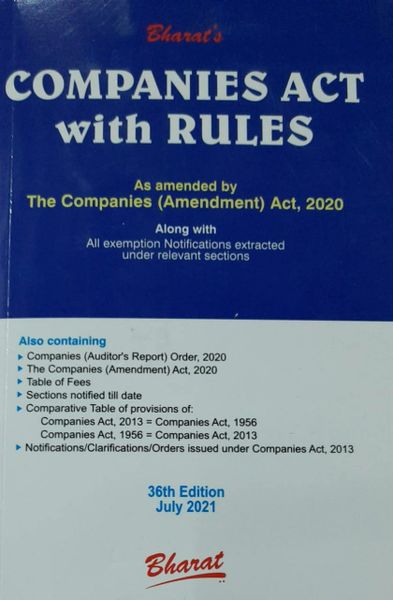 Bharat's
COMPANIES ACT
with RULES
As amended by
The Companies (Amendment) Act, 2020
Along with
All exemption Notifications extracted
under relevant sections
Also containing
Companies (Auditor's Report) Order, 2020
The Companies (Amendment) Act, 2020
Table of Fees
Sections notified till date
Comparative Table of provisions of:
Companies Act, 2013 = Companies Act, 1956
Companies Act, 1956 = Companies Act, 2013
Notifications/Clarifications/Orders issued under Companies Act, 2013
36th Edition
July 2021
Bharat